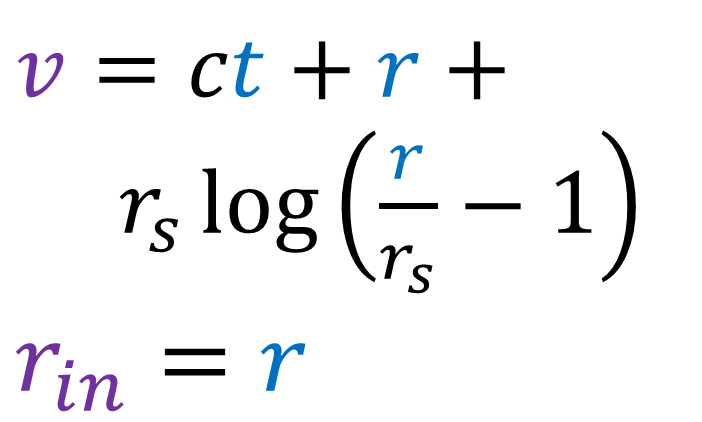 v = ct + r +
r_s log(r/r_s − 1)
r_in = r